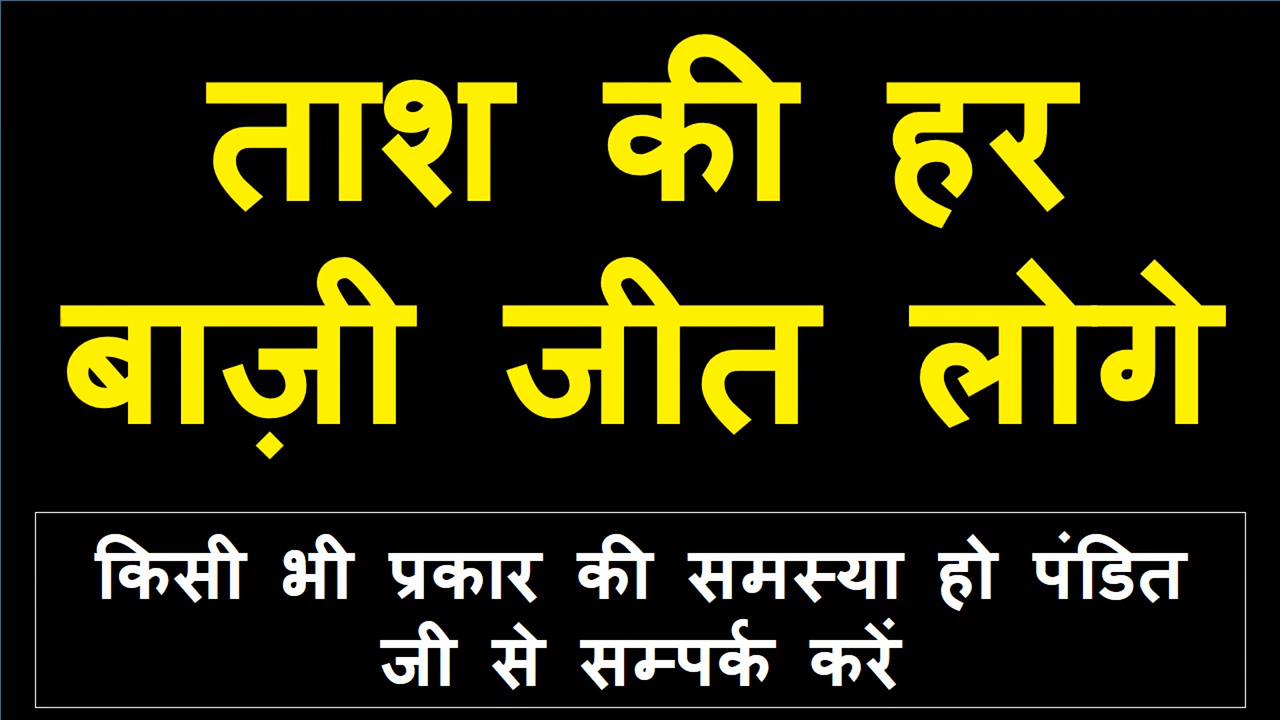 ताश की हर
बाज़ी जीत लोगे
किसी भी प्रकार की समस्या हो पंडित
जी से सम्पर्क करें